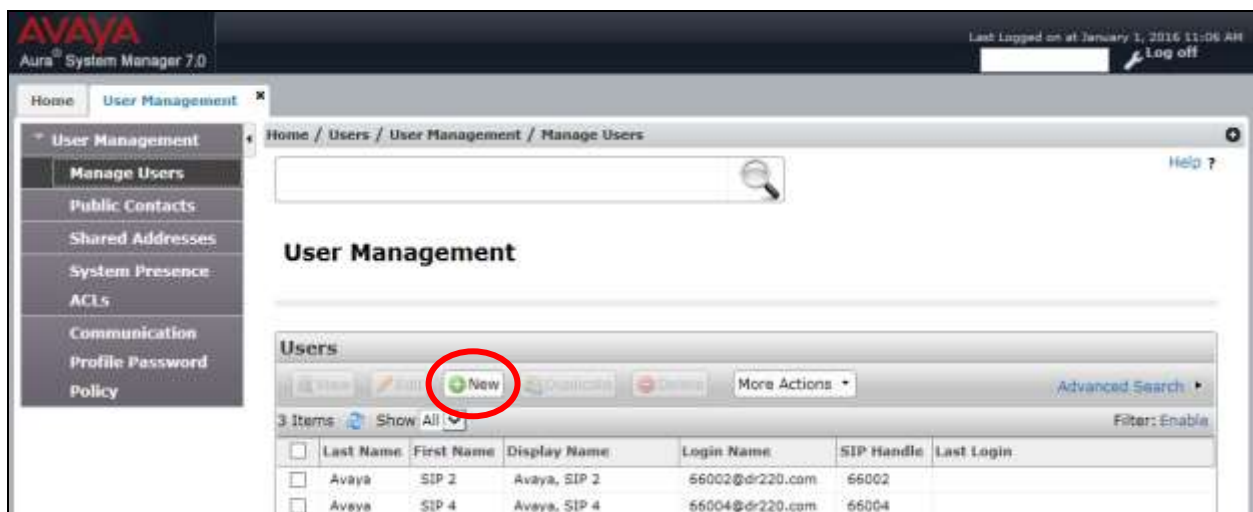 AVAYA
Aura® System Manager 7.0
Last Logged on at January 1, 2016 11:06 AM
Log off
Home
User Management
User Management
Manage Users
Public Contacts
Shared Addresses
System Presence
ACLs
Communication
Profile Password
Policy
Home / Users / User Management / Manage Users
Help ?
User Management
Users
View Edit New Duplicate Delete More Actions
Advanced Search
3 Items Show All
Filter: Enable
Last Name First Name Display Name Login Name SIP Handle Last Login
Avaya SIP 2 Avaya, SIP 2 66002@dr220.com 66002
Avaya SIP 4 Avaya, SIP 4 66004@dr220.com 66004